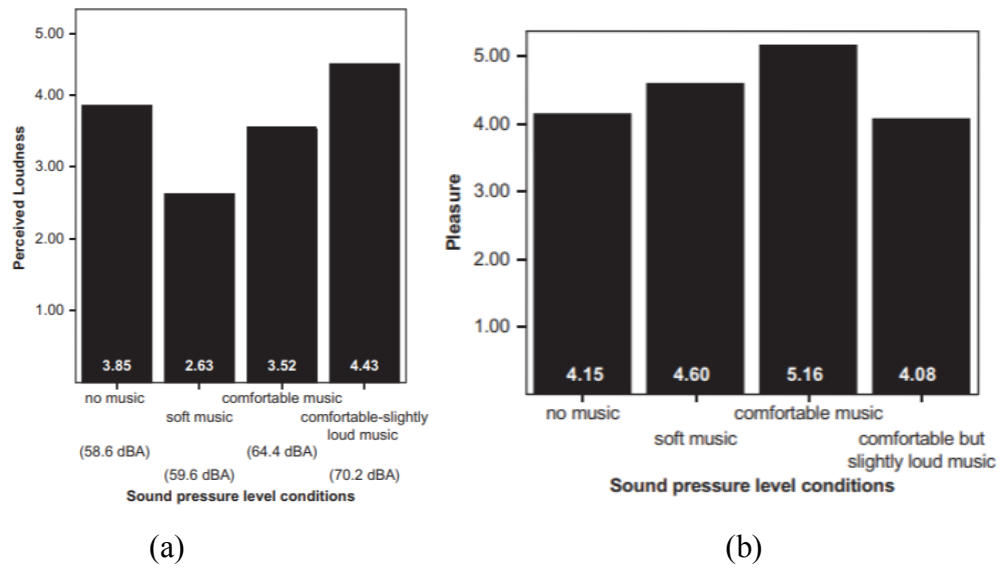 5.00
4.00
3.00
2.00
1.00
Perceived Loudness
3.85
2.63
3.52
4.43
no music
soft music
comfortable music
comfortable-slightly
loud music
(58.6 dBA)
(59.6 dBA)
(64.4 dBA)
(70.2 dBA)
Sound pressure level conditions
(a)
5.00
4.00
3.00
2.00
1.00
Pleasure
4.15
4.60
5.16
4.08
no music
soft music
comfortable music
comfortable but
slightly loud music
Sound pressure level conditions
(b)